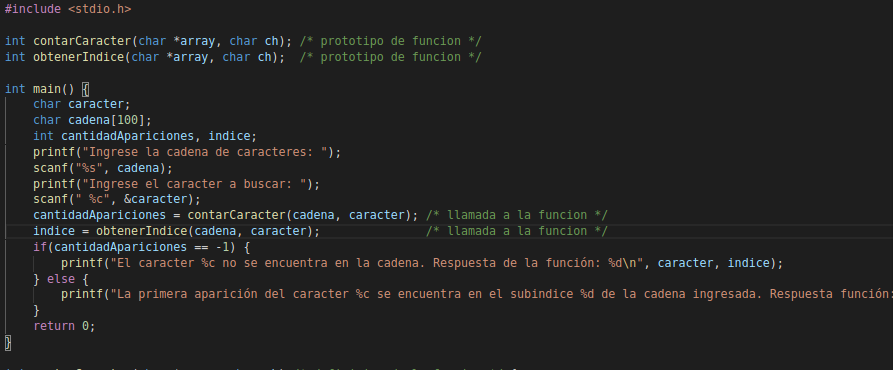 #include <stdio.h>
int contarCaracter(char *array, char ch); /* prototipo de funcion */
int obtenerIndice(char *array, char ch);  /* prototipo de funcion */
int main() {
    char caracter;
    char cadena[100];
    int cantidadApariciones, indice;
    printf("Ingrese la cadena de caracteres: ");
    scanf("%s", cadena);
    printf("Ingrese el caracter a buscar: ");
    scanf(" %c", &caracter);
    cantidadApariciones = contarCaracter(cadena, caracter); /* llamada a la funcion */
    indice = obtenerIndice(cadena, caracter);               /* llamada a la funcion */
    if(cantidadApariciones == -1) {
        printf("El caracter %c no se encuentra en la cadena. Respuesta de la función: %d\n", caracter, indice);
    } else {
        printf("La primera aparición del caracter %c se encuentra en el subindice %d de la cadena ingresada. Respuesta función:
    }
    return 0;
}